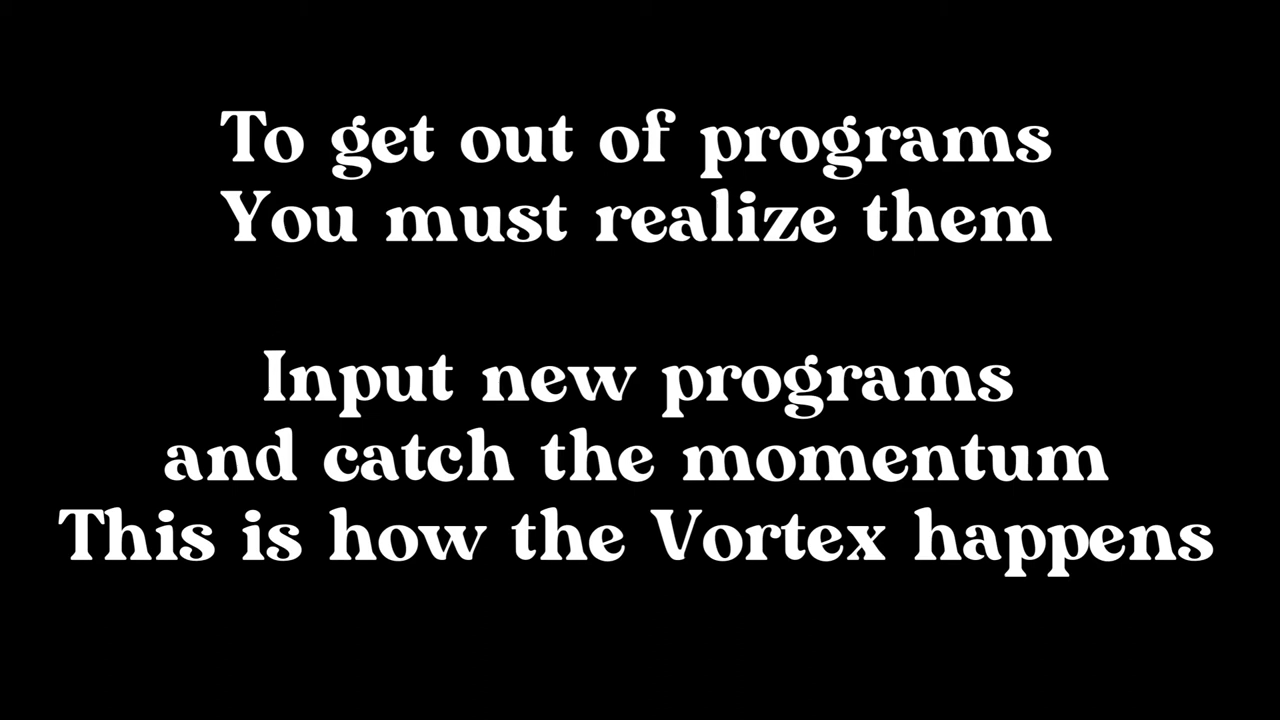 To get out of programs
You must realize them
Input new programs
and catch the momentum
This is how the Vortex happens